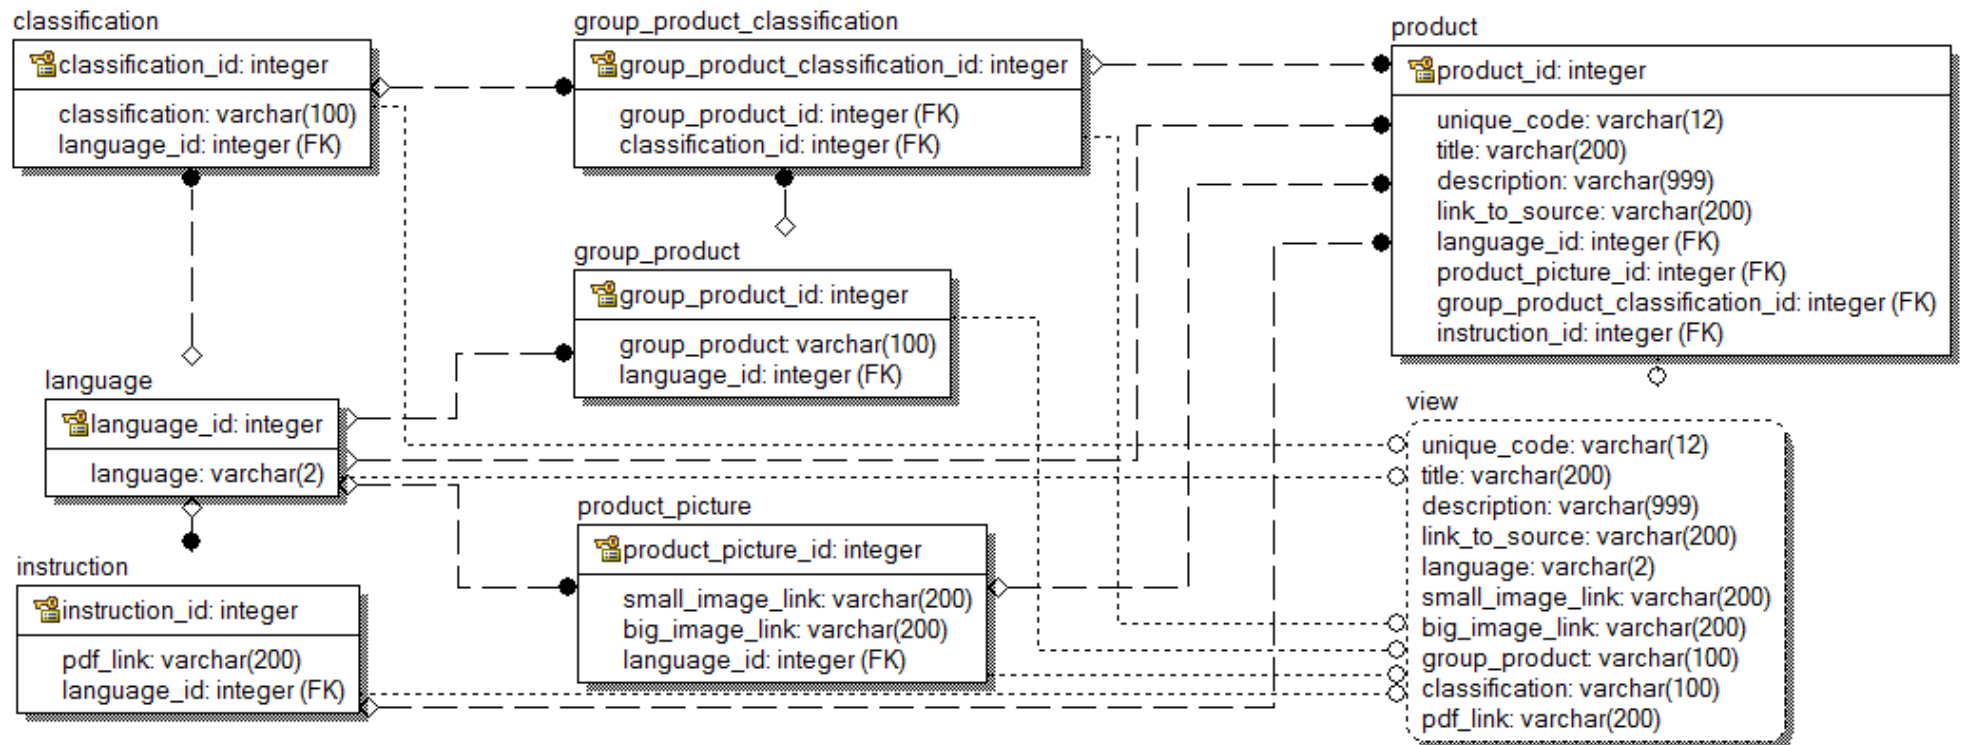 classification
classification_id: integer
classification: varchar(100)
language_id: integer (FK)
group_product_classification
group_product_classification_id: integer
group_product_id: integer (FK)
classification_id: integer (FK)
product
product_id: integer
unique_code: varchar(12)
title: varchar(200)
description: varchar(999)
link_to_source: varchar(200)
language_id: integer (FK)
product_picture_id: integer (FK)
group_product_classification_id: integer (FK)
instruction_id: integer (FK)
group_product
group_product_id: integer
group_product: varchar(100)
language_id: integer (FK)
language
language_id: integer
language: varchar(2)
view
unique_code: varchar(12)
title: varchar(200)
description: varchar(999)
link_to_source: varchar(200)
language: varchar(2)
small_image_link: varchar(200)
big_image_link: varchar(200)
group_product: varchar(100)
classification: varchar(100)
pdf_link: varchar(200)
product_picture
product_picture_id: integer
small_image_link: varchar(200)
big_image_link: varchar(200)
language_id: integer (FK)
instruction
instruction_id: integer
pdf_link: varchar(200)
language_id: integer (FK)